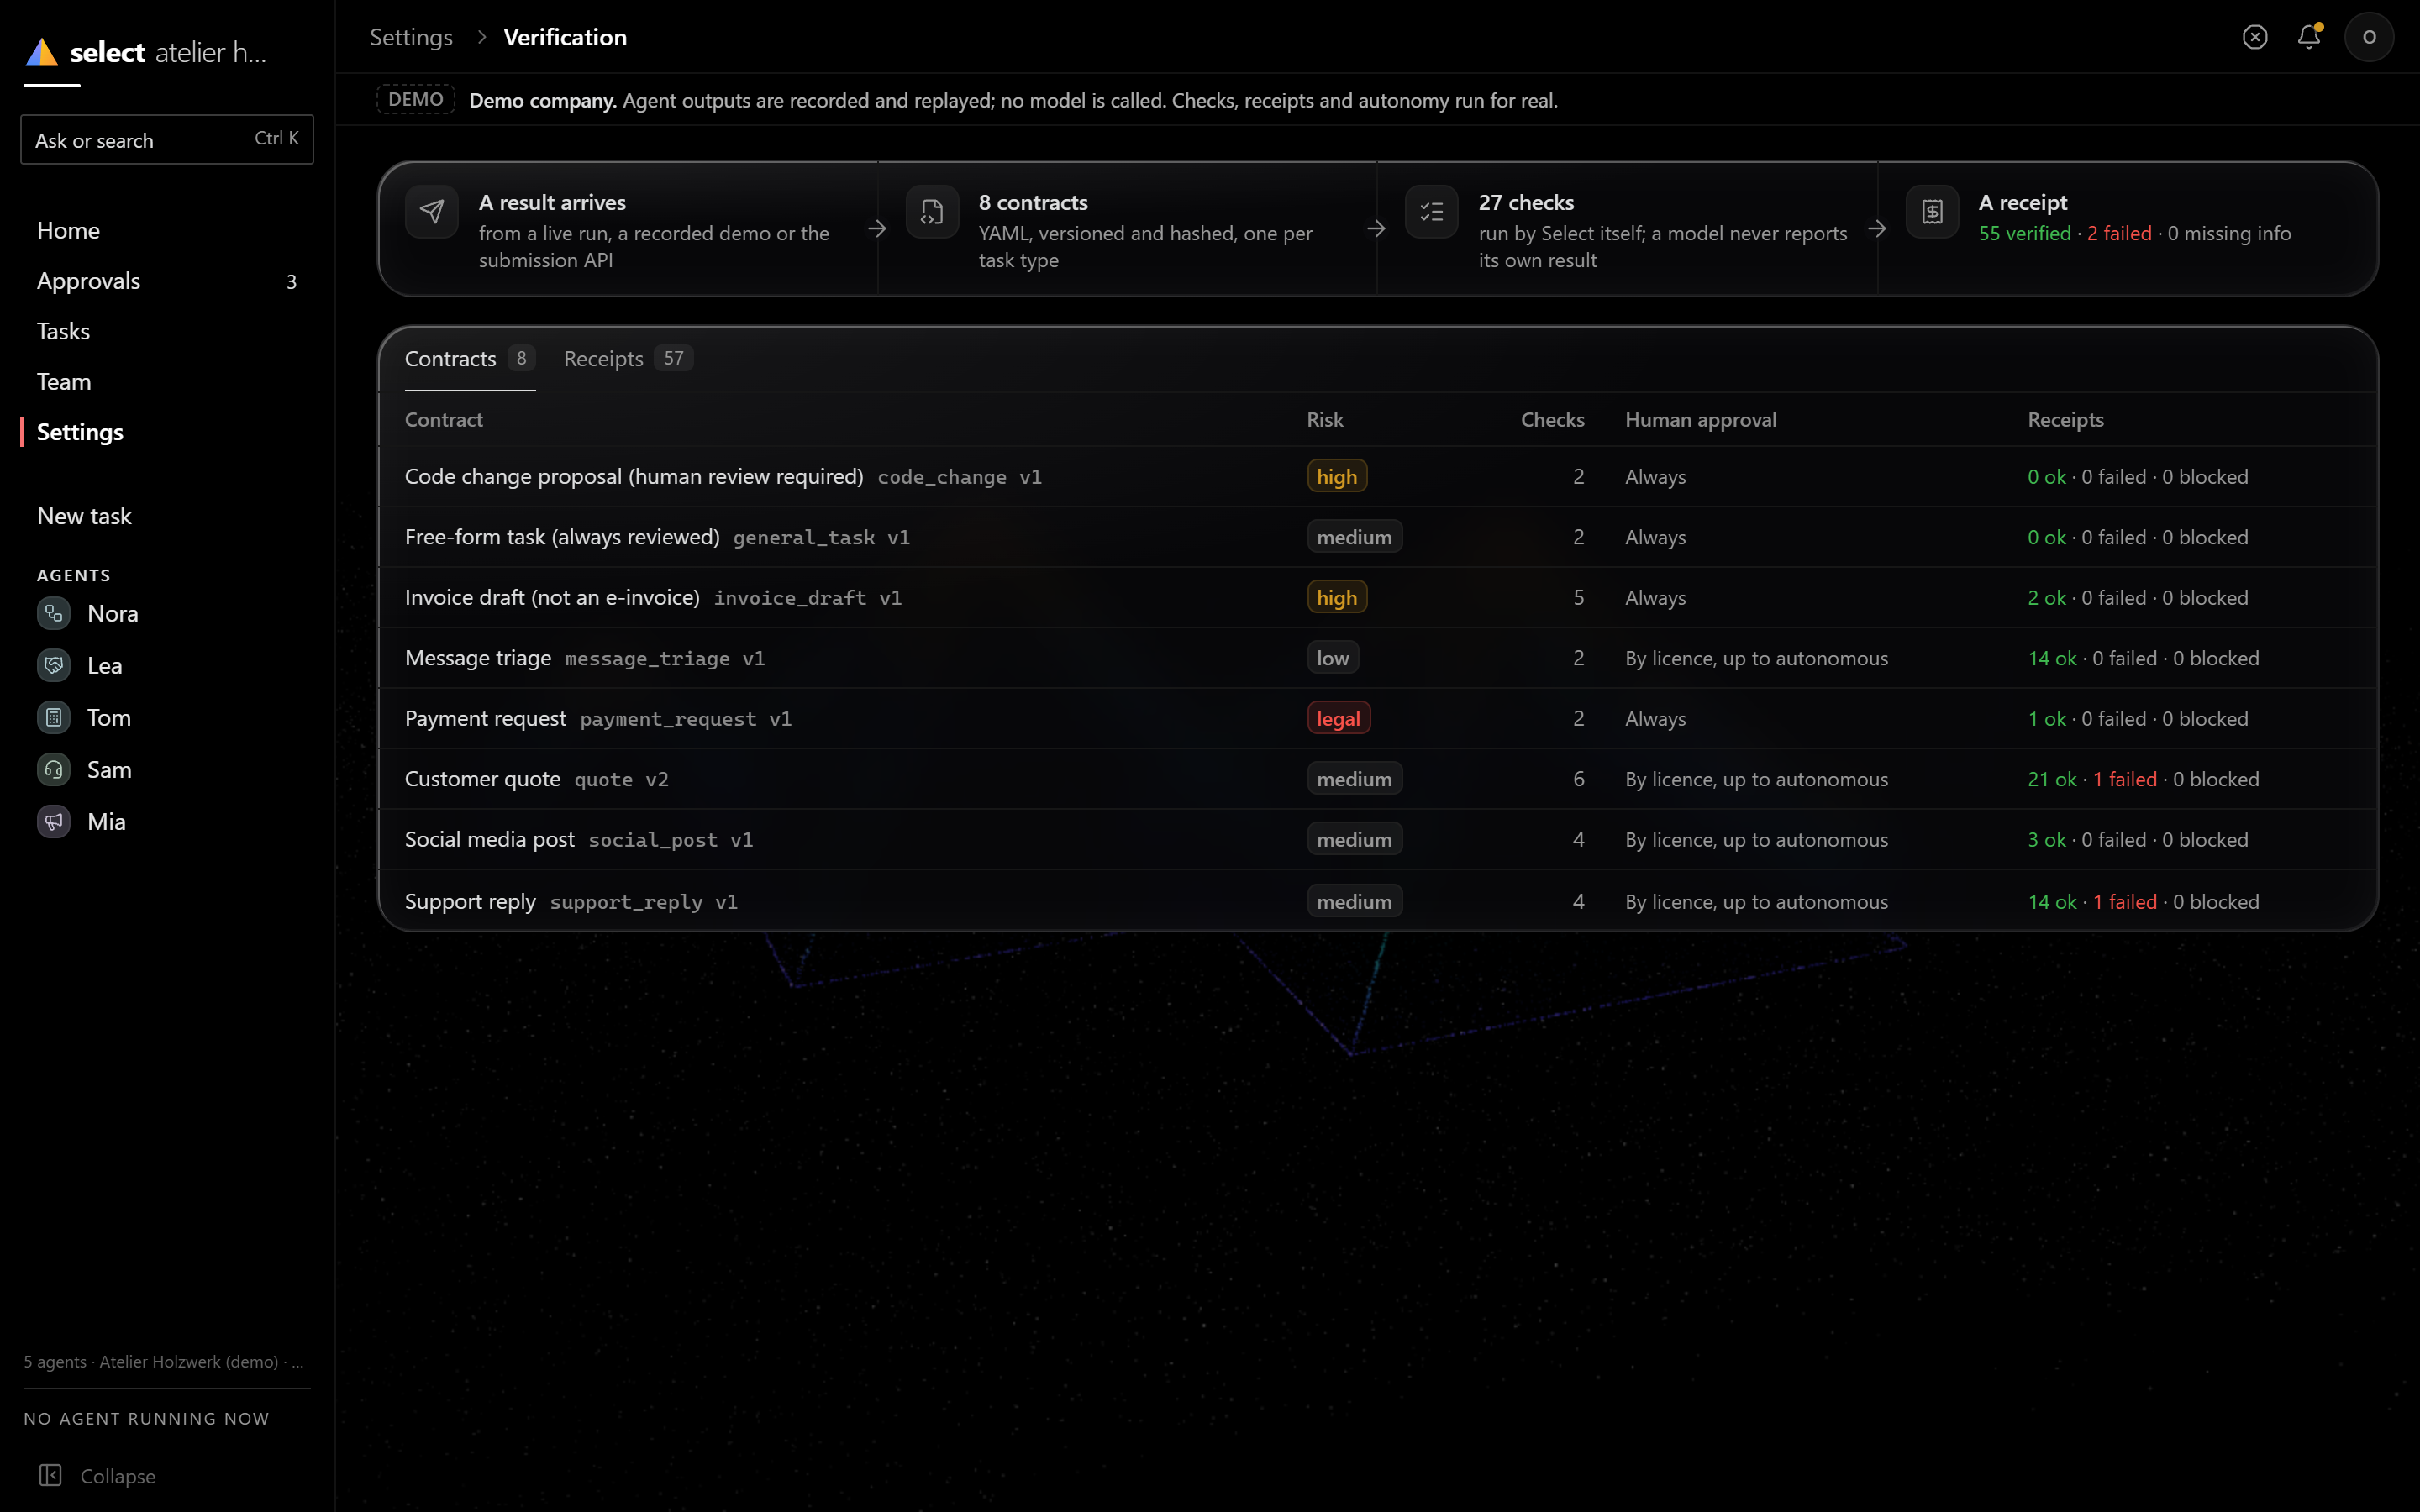 select atelier h...
Ask or search Ctrl K
Home
Approvals 3
Tasks
Team
Settings
New task
AGENTS
Nora
Lea
Tom
Sam
Mia
5 agents · Atelier Holzwerk (demo) · ...
NO AGENT RUNNING NOW
Collapse
Settings > Verification
O
DEMO Demo company. Agent outputs are recorded and replayed; no model is called. Checks, receipts and autonomy run for real.
A result arrives
from a live run, a recorded demo or the
submission API
8 contracts
YAML, versioned and hashed, one per
task type
27 checks
run by Select itself; a model never reports
its own result
A receipt
55 verified · 2 failed · 0 missing info
Contracts 8 Receipts 57
Contract Risk Checks Human approval Receipts
Code change proposal (human review required) code_change v1 high 2 Always 0 ok · 0 failed · 0 blocked
Free-form task (always reviewed) general_task v1 medium 2 Always 0 ok · 0 failed · 0 blocked
Invoice draft (not an e-invoice) invoice_draft v1 high 5 Always 2 ok · 0 failed · 0 blocked
Message triage message_triage v1 low 2 By licence, up to autonomous 14 ok · 0 failed · 0 blocked
Payment request payment_request v1 legal 2 Always 1 ok · 0 failed · 0 blocked
Customer quote quote v2 medium 6 By licence, up to autonomous 21 ok · 1 failed · 0 blocked
Social media post social_post v1 medium 4 By licence, up to autonomous 3 ok · 0 failed · 0 blocked
Support reply support_reply v1 medium 4 By licence, up to autonomous 14 ok · 1 failed · 0 blocked